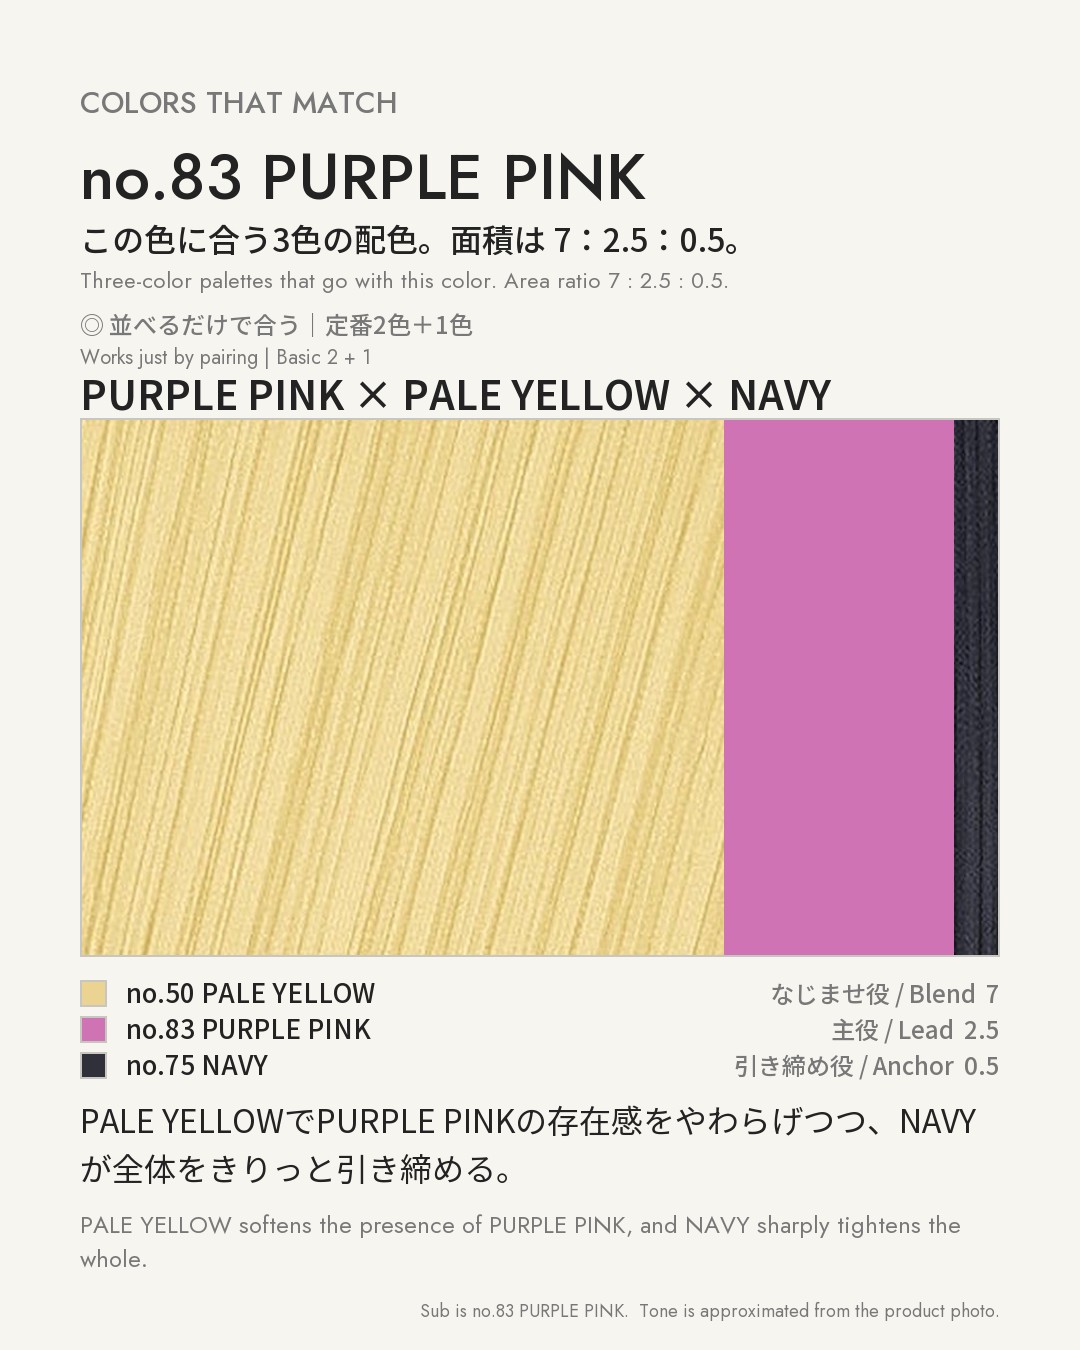 COLORS THAT MATCH
no.83 PURPLE PINK
この色に合う3色の配色。面積は 7：2.5：0.5。
Three-color palettes that go with this color. Area ratio 7 : 2.5 : 0.5.
◎ 並べるだけで合う｜定番2色＋1色
Works just by pairing | Basic 2 + 1
PURPLE PINK × PALE YELLOW × NAVY
no.50 PALE YELLOW なじませ役 / Blend 7
no.83 PURPLE PINK 主役 / Lead 2.5
no.75 NAVY 引き締め役 / Anchor 0.5
PALE YELLOWでPURPLE PINKの存在感をやわらげつつ、NAVY
が全体をきりっと引き締める。
PALE YELLOW softens the presence of PURPLE PINK, and NAVY sharply tightens the
whole.
Sub is no.83 PURPLE PINK. Tone is approximated from the product photo.